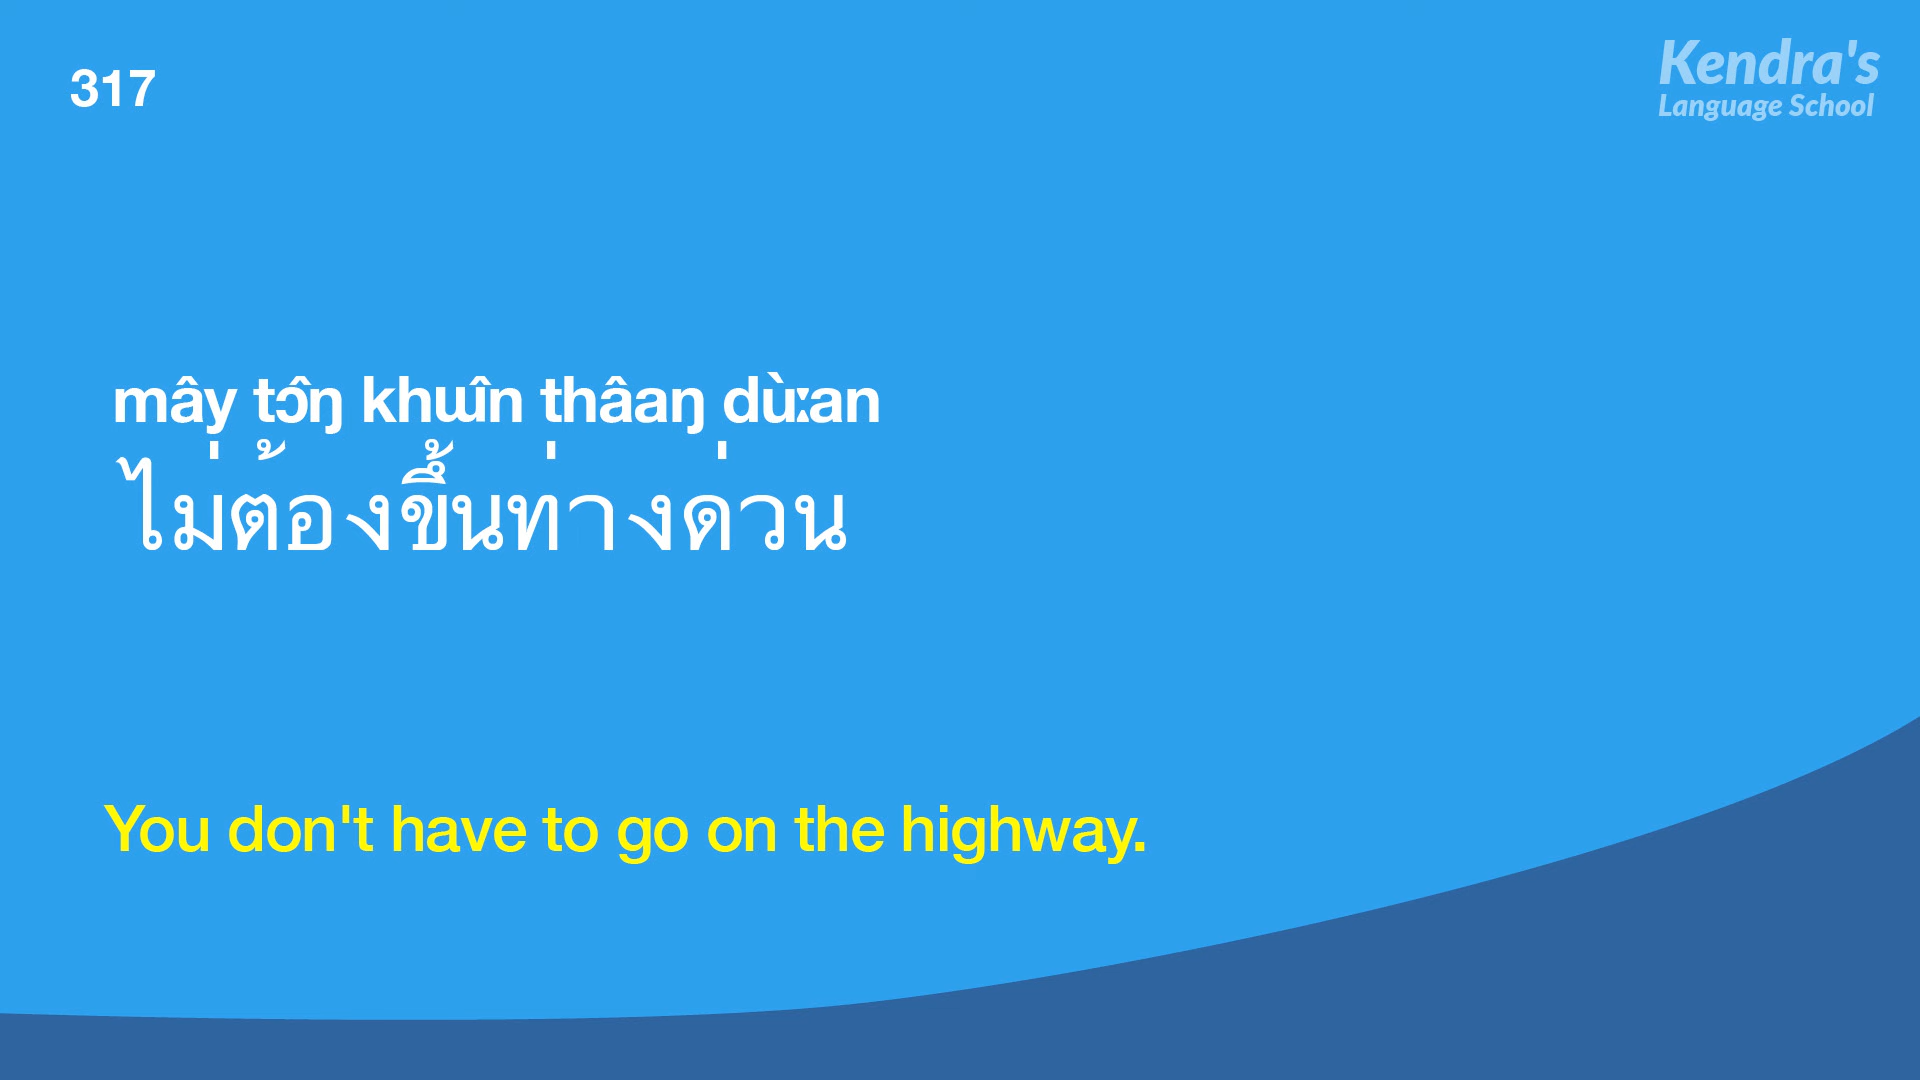 317
Kendra's
Language School
mây tɔ̂ŋ khɯ̂n thâaŋ dùːan
ไม่ต้องขึ้นท่างด่วน
You don't have to go on the highway.